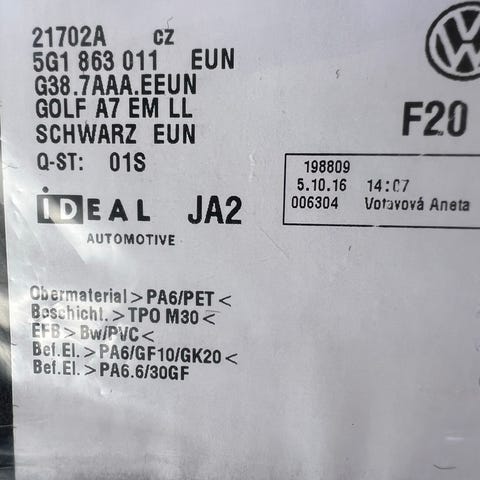 21702A cz
5G1 863 011 EUN
G38.7AAA.EEUN
GOLF A7 EM LL
SCHWARZ EUN
Q-ST: 01S
VW
F20
198809
5.10.16 14:07
006304 Votavová Aneta
iDEAL JA2
AUTOMOTIVE
Obermaterial>PA6/PET<
Beschicht.>TPO M30<
EFB>Bw/PVC<
Bef.El.>PA6/GF10/GK20<
Bef.El.>PA6.6/30GF